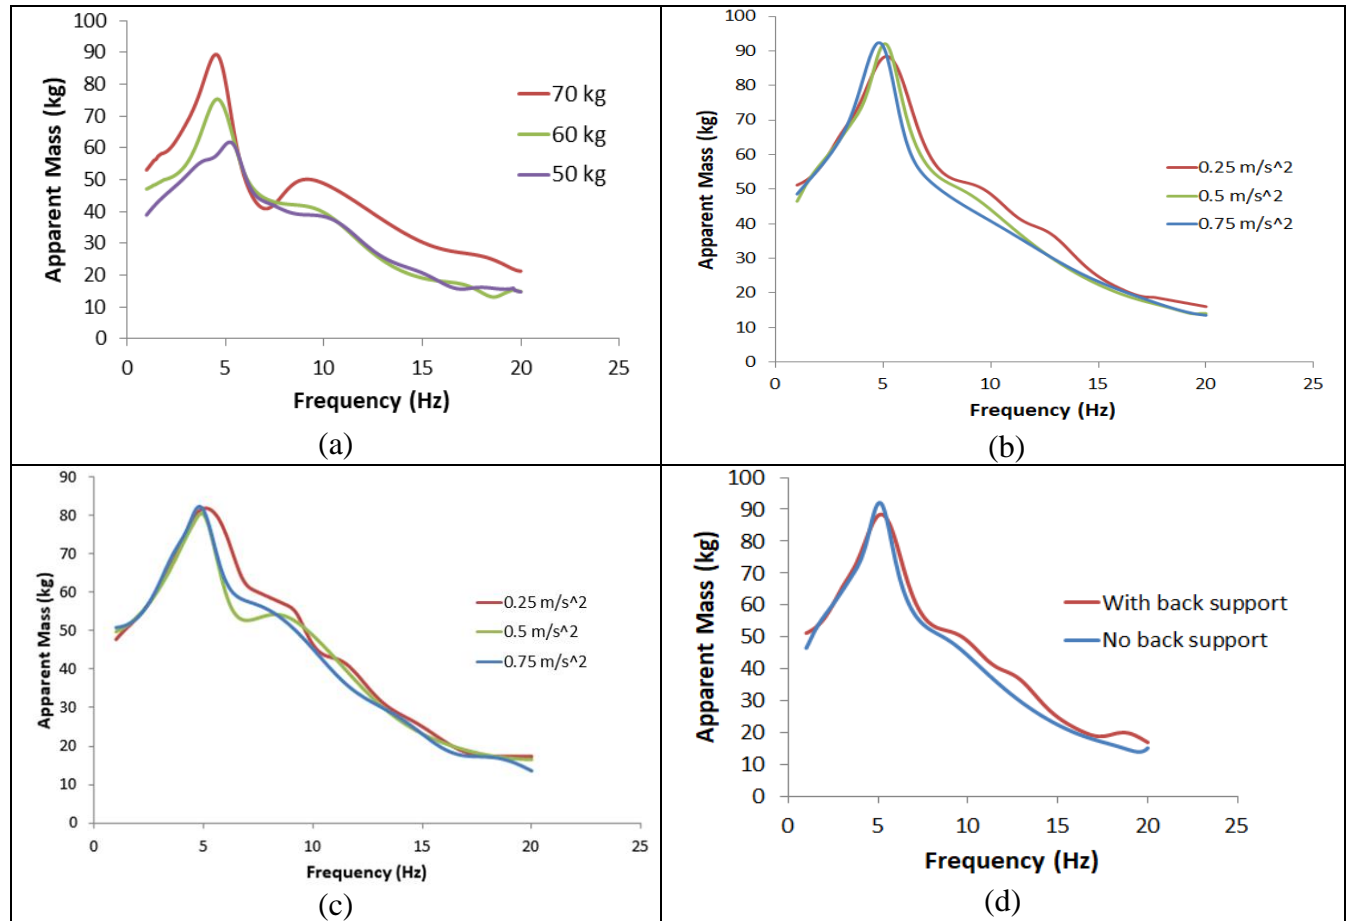 100
90
80
70
60
50
40
30
20
10
0
Apparent Mass (kg)
70 kg
60 kg
50 kg
0 5 10 15 20 25
Frequency (Hz)
(a)
100
90
80
70
60
50
40
30
20
10
0
Apparent Mass (kg)
0.25 m/s^2
0.5 m/s^2
0.75 m/s^2
0 5 10 15 20 25
Frequency (Hz)
(b)
90
80
70
60
50
40
30
20
10
0
Apparent Mass (kg)
0.25 m/s^2
0.5 m/s^2
0.75 m/s^2
0 5 10 15 20 25
Frequency (Hz)
(c)
100
90
80
70
60
50
40
30
20
10
0
Apparent Mass (kg)
With back support
No back support
0 5 10 15 20 25
Frequency (Hz)
(d)